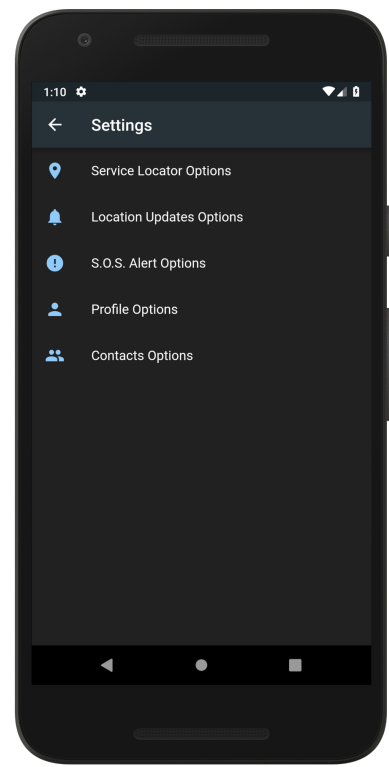 1:10
Settings
Service Locator Options
Location Updates Options
S.O.S. Alert Options
Profile Options
Contacts Options